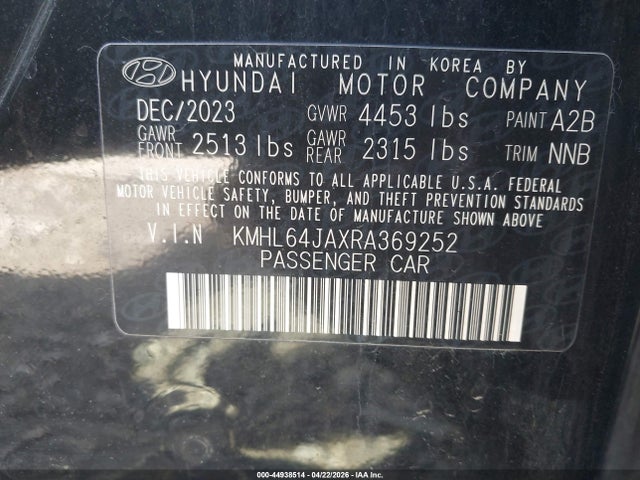 MANUFACTURED IN KOREA BY
HYUNDAI MOTOR COMPANY
DEC/2023 GVWR 4453 lbs PAINT A2B
GAWR FRONT 2513 lbs GAWR REAR 2315 lbs TRIM NNB
THIS VEHICLE CONFORMS TO ALL APPLICABLE U.S.A. FEDERAL
MOTOR VEHICLE SAFETY, BUMPER, AND THEFT PREVENTION STANDARDS
IN EFFECT ON THE DATE OF MANUFACTURE SHOWN ABOVE
V.I.N KMHL64JAXRA369252
PASSENGER CAR
000-44938514 - 04/22/2026 - IAA Inc.